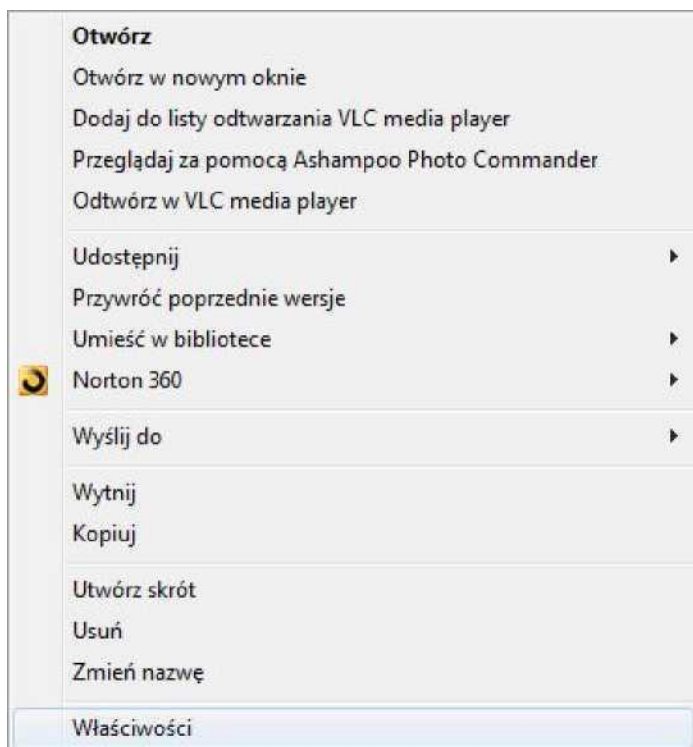 Otwórz
Otwórz w nowym oknie
Dodaj do listy odtwarzania VLC media player
Przeglądaj za pomocą Ashampoo Photo Commander
Odtwórz w VLC media player
Udostępnij
Przywróć poprzednie wersje
Umieść w bibliotece
Norton 360
Wyślij do
Wytnij
Kopiuj
Utwórz skrót
Usuń
Zmień nazwę
Właściwości